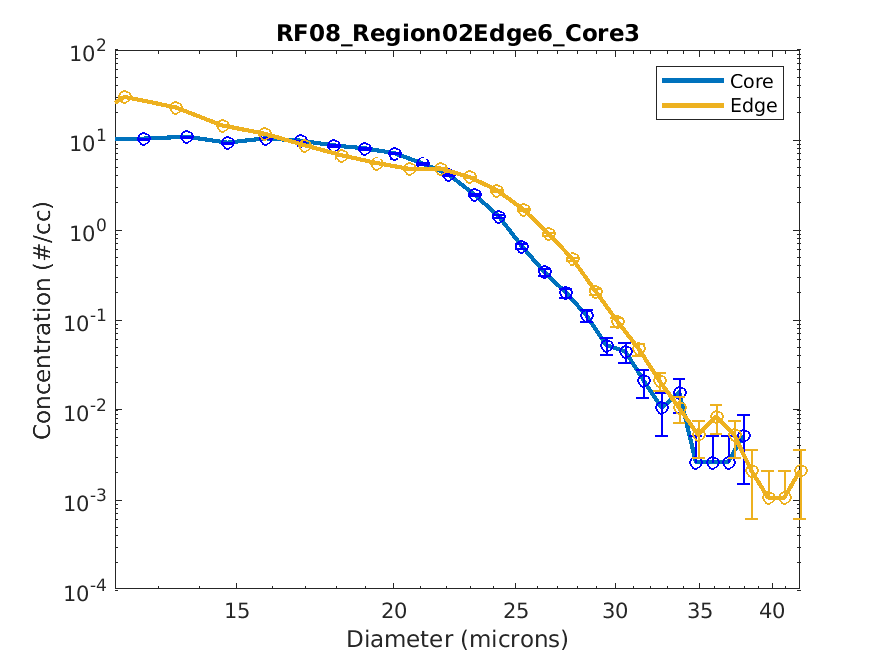 RF08_Region02Edge6_Core3
Core
Edge
10^2
10^1
10^0
10^-1
10^-2
10^-3
10^-4
Concentration (#/cc)
15 20 25 30 35 40
Diameter (microns)